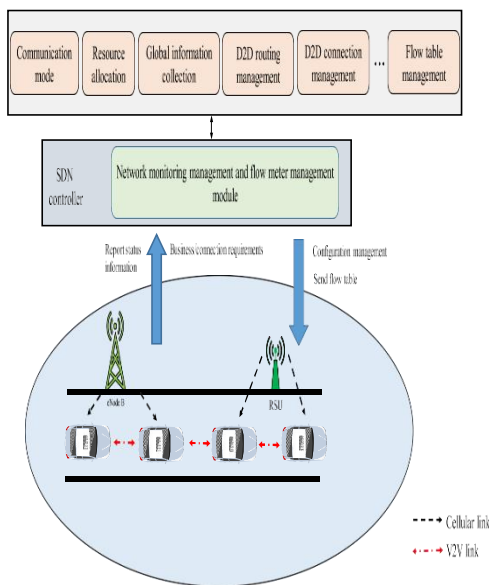 Communication
mode
Resource
allocation
Global information
collection
D2D routing
management
D2D connection
management
...
Flow table
management
SDN
controller
Network monitoring management and flow meter management
module
Report status
information
Business connection requirements
Configuration management
Send flow table
eNodeB
RSU
Cellular link
V2V link